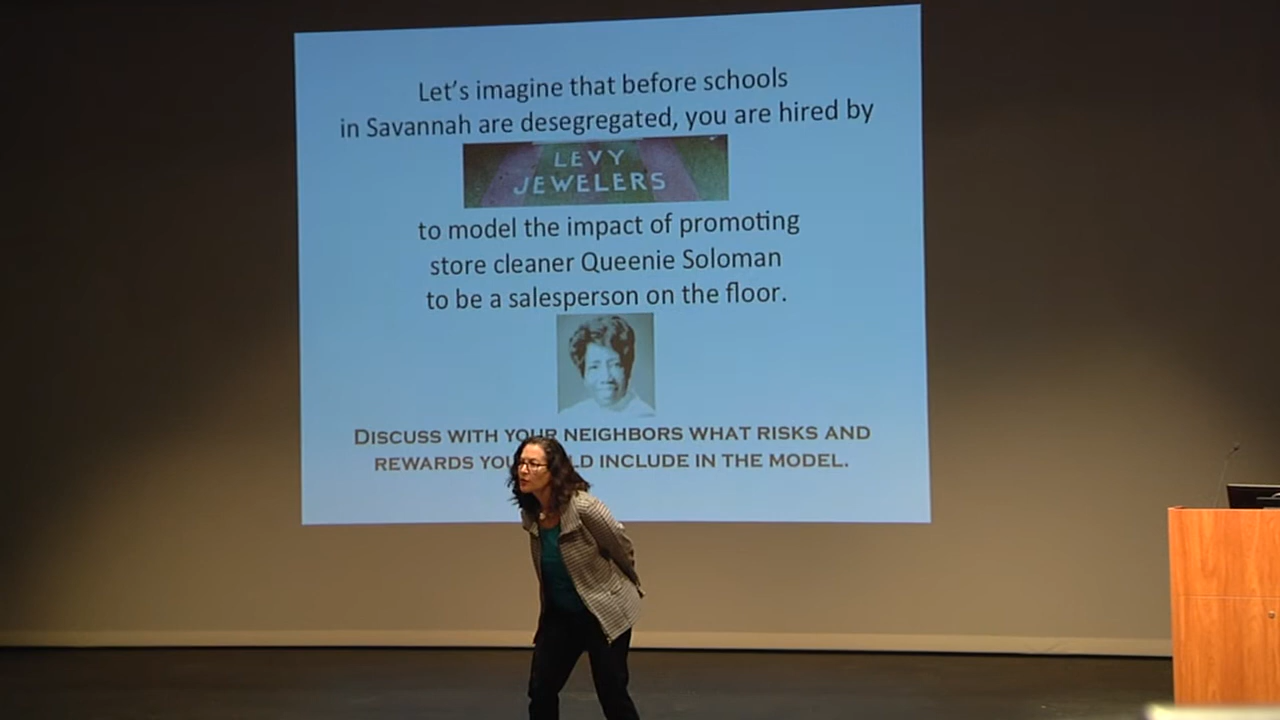 Let's imagine that before schools
in Savannah are desegregated, you are hired by
LEVY
JEWELERS
to model the impact of promoting
store cleaner Queenie Soloman
to be a salesperson on the floor.
DISCUSS WITH YOUR NEIGHBORS WHAT RISKS AND
REWARDS INCLUDE IN THE MODEL.